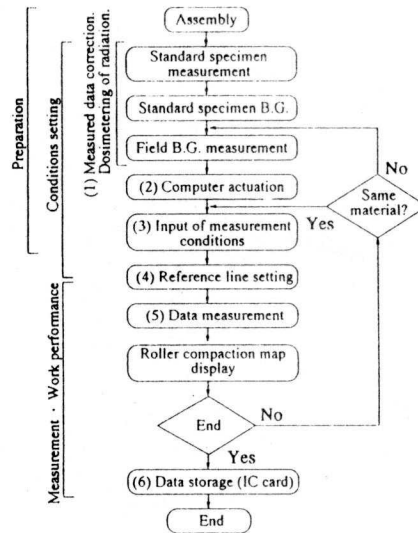 Assembly
Standard specimen
measurement
Standard specimen B.G.
Field B.G. measurement
(2) Computer actuation
(3) Input of measurement
conditions
(4) Reference line setting
(5) Data measurement
Roller compaction map
display
End
(6) Data storage (IC card)
End
No
Same
material?
Yes
No
Yes
Preparation
Conditions setting
(1) Measured data correction.
Dosimetering of radiation.
Measurement · Work performance